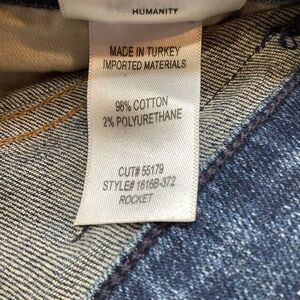 HUMANITY
MADE IN TURKEY
IMPORTED MATERIALS
98% COTTON
2% POLYURETHANE
CUT# 55179
STYLE# 1616B-372
ROCKET